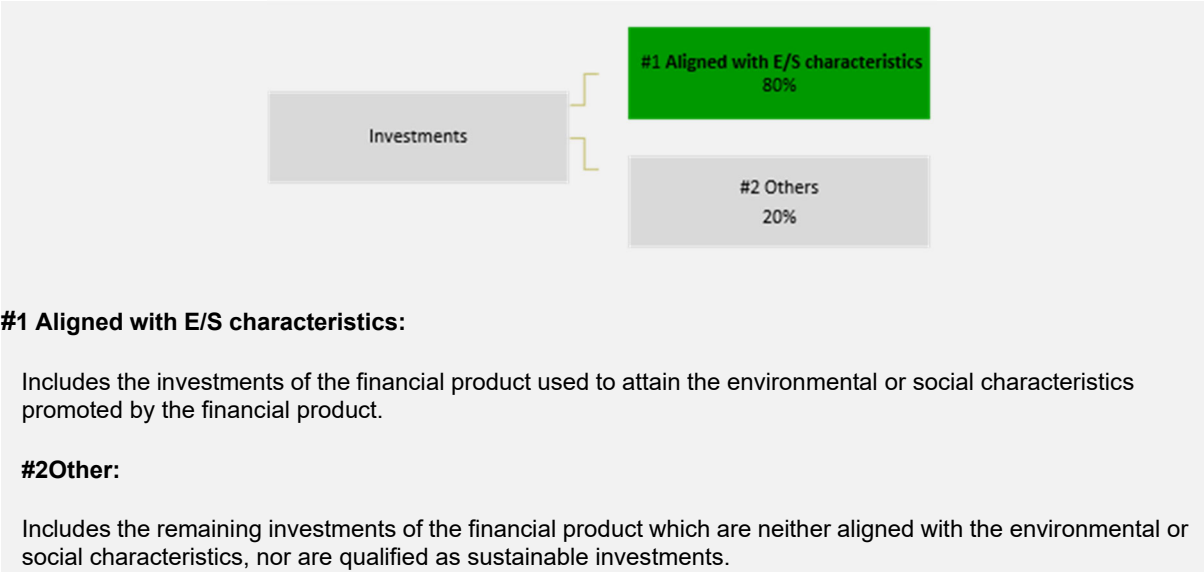 #1 Aligned with E/S characteristics
80%
Investments
#2 Others
20%
#1 Aligned with E/S characteristics:
Includes the investments of the financial product used to attain the environmental or social characteristics
promoted by the financial product.
#2Other:
Includes the remaining investments of the financial product which are neither aligned with the environmental or
social characteristics, nor are qualified as sustainable investments.